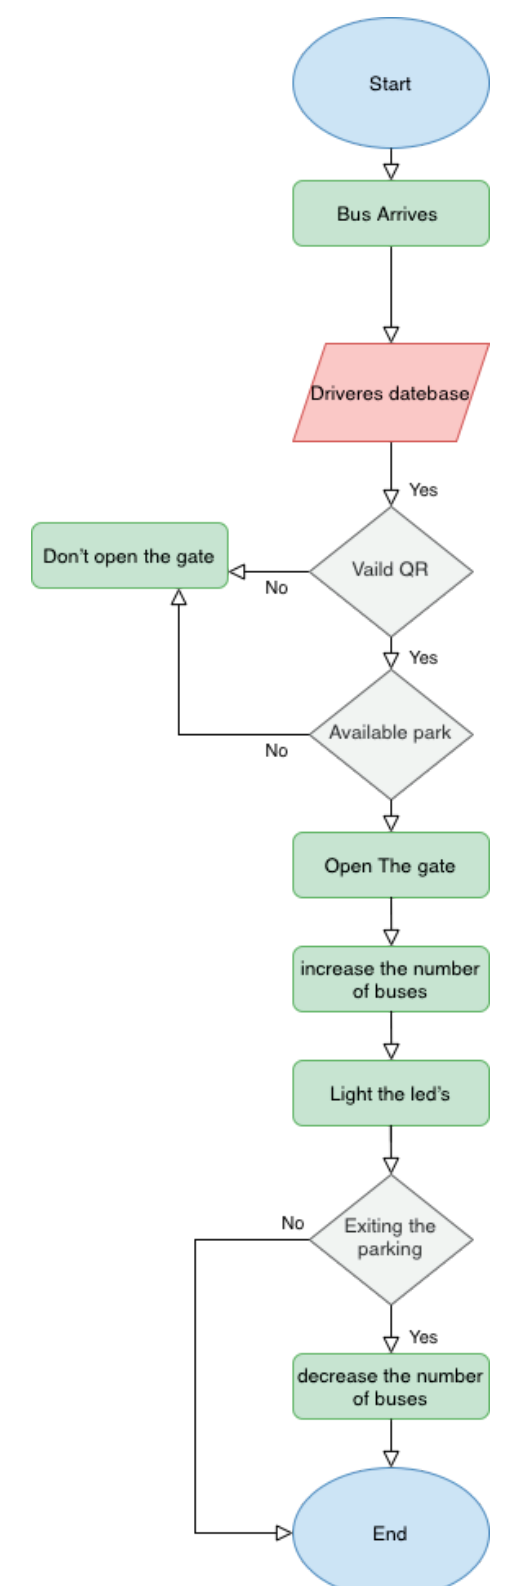 Start
Bus Arrives
Driveres datebase
Yes
Don't open the gate
Vaild QR
No
Yes
Available park
No
Open The gate
increase the number
of buses
Light the led's
No
Exiting the
parking
Yes
decrease the number
of buses
End